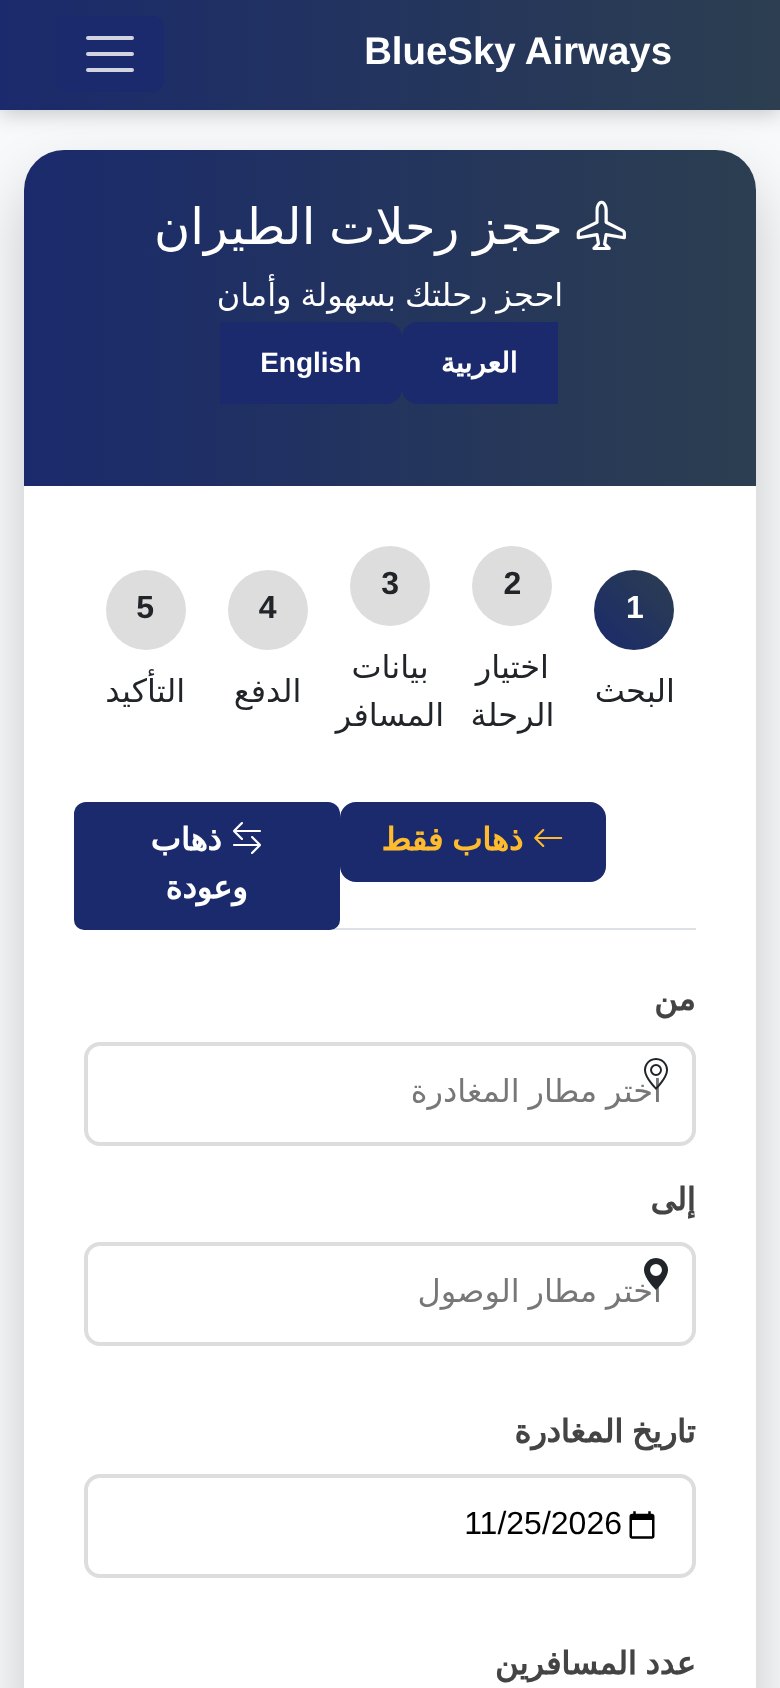 BlueSky Airways
حجز رحلات الطيران
احجز رحلتك بسهولة وأمان
العربية English
1 2 3 4 5
البحث
اختيار
الرحلة
بيانات
المسافر
الدفع
التأكيد
ذهاب فقط
ذهاب
وعودة
من
اختر مطار المغادرة
إلى
اختر مطار الوصول
تاريخ المغادرة
11/25/2026
عدد المسافرين